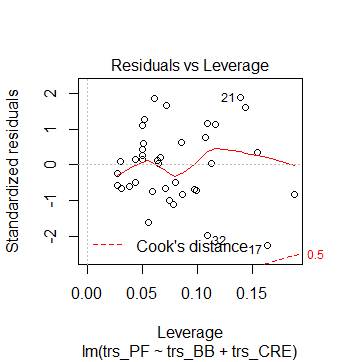 Residuals vs Leverage
Standardized residuals
2
1
0
-1
-2
21
32
17
Cook's distance
0.5
0.00
0.05
0.10
0.15
Leverage
lm(trs_PF ~ trs_BB + trs_CRE)